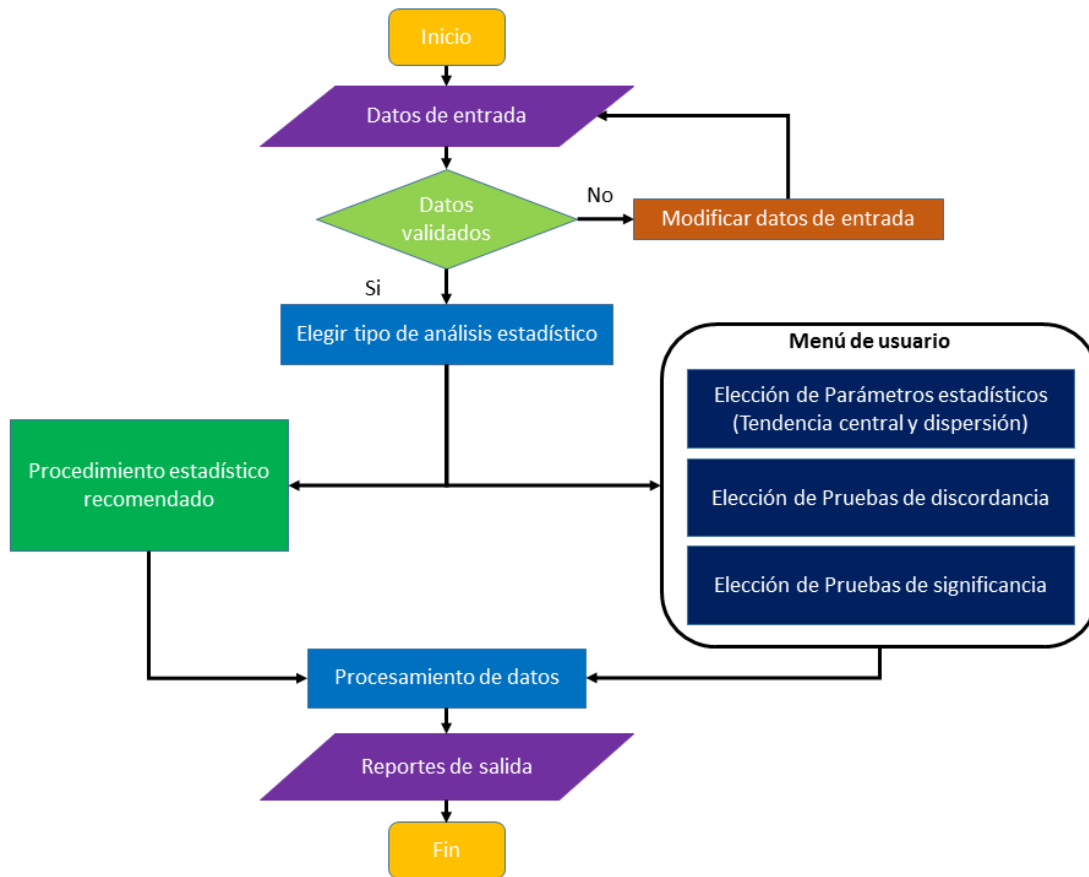 Inicio
Datos de entrada
Datos
validados
No
Modificar datos de entrada
Si
Elegir tipo de análisis estadístico
Menú de usuario
Elección de Parámetros estadísticos
(Tendencia central y dispersión)
Procedimiento estadístico
recomendado
Elección de Pruebas de discordancia
Elección de Pruebas de significancia
Procesamiento de datos
Reportes de salida
Fin